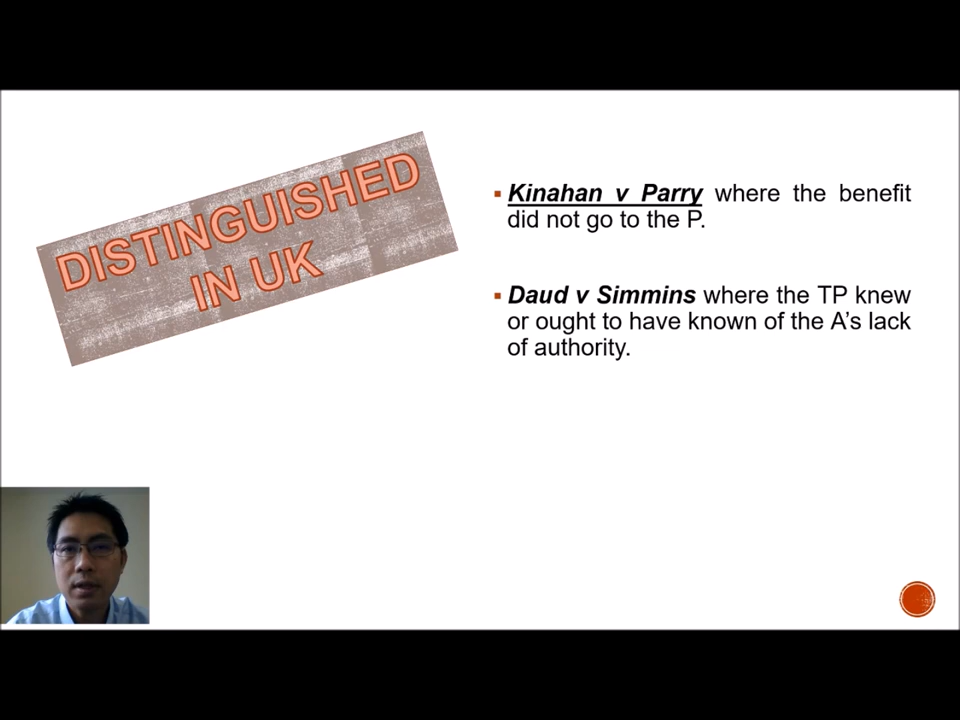 DISTINGUISHED
IN UK
Kinahan v Parry where the benefit
did not go to the P.
Daud v Simmins where the TP knew
or ought to have known of the A's lack
of authority.